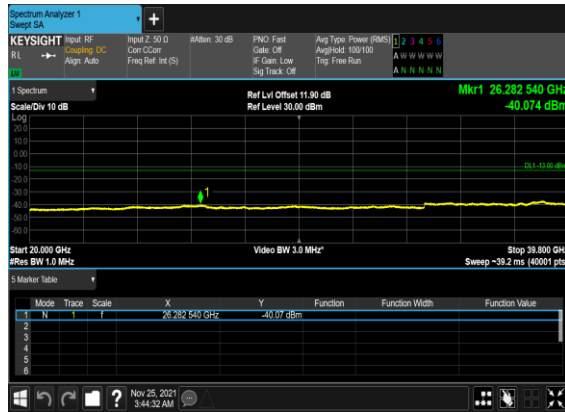 Spectrum Analyzer 1
Swept SA
+
KEYSIGHT Input: RF Input Z: 50 Ω #Atten: 30 dB PNO: Fast Avg Type: Power (RMS) 1 2 3 4 5 6
RL Coupling: DC Corr CCorr Gate: Off Avg|Hold: 100/100 A W W W W W
Align: Auto Freq Ref: Int (S) IF Gain: Low Trig: Free Run
Sig Track: Off A N N N N N
LXI
1 Spectrum Ref Lvl Offset 11.90 dB Mkr1 26.282 540 GHz
Scale/Div 10 dB Ref Level 30.00 dBm -40.074 dBm
Log
20.0
10.0
0.00
-10.0 DL1 -13.00 dBm
-20.0
-30.0 1
-40.0
-50.0
-60.0
Start 20.000 GHz Video BW 3.0 MHz* Stop 39.800 GHz
#Res BW 1.0 MHz Sweep ~39.2 ms (40001 pts)
5 Marker Table
Mode Trace Scale X Y Function Function Width Function Value
1 N 1 f 26.282 540 GHz -40.07 dBm
2
3
4
5
6
? Nov 25, 2021
3:44:32 AM